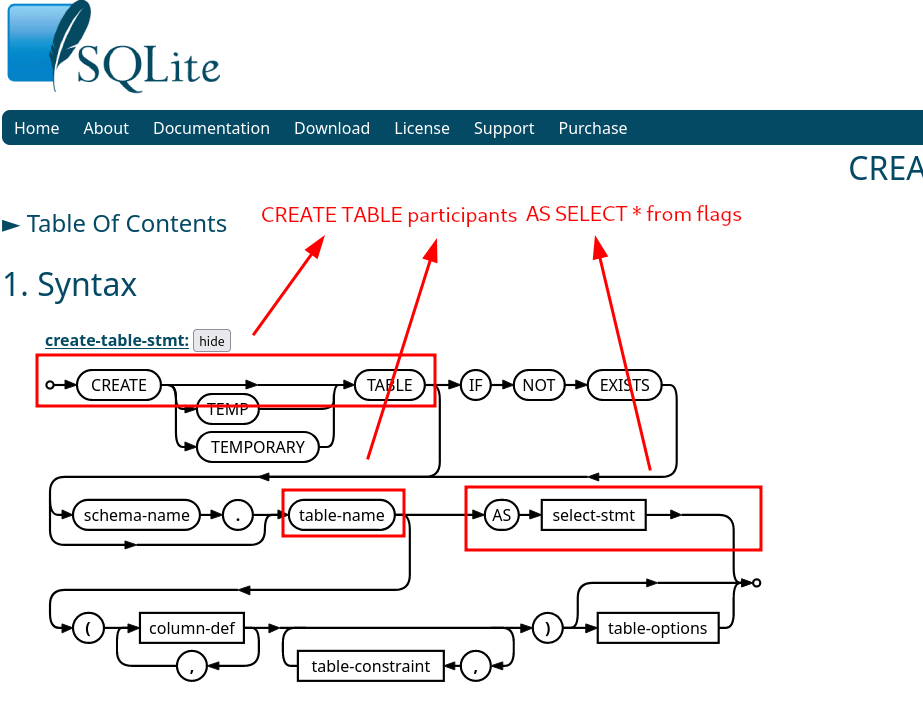 SQLite
Home About Documentation Download License Support Purchase
CREA
CREATE TABLE participants AS SELECT * from flags
► Table Of Contents
1. Syntax
create-table-stmt: hide
CREATE TABLE IF NOT EXISTS
TEMP
TEMPORARY
schema-name . table-name AS select-stmt
( column-def ) table-options
, table-constraint ,